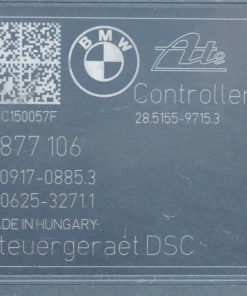 BMW
Ate
Controller
C150057F
28.5155-9715.3
877 106
0917-0885.3
0625-3271.1
ADE IN HUNGARY
teuergeraét DSC